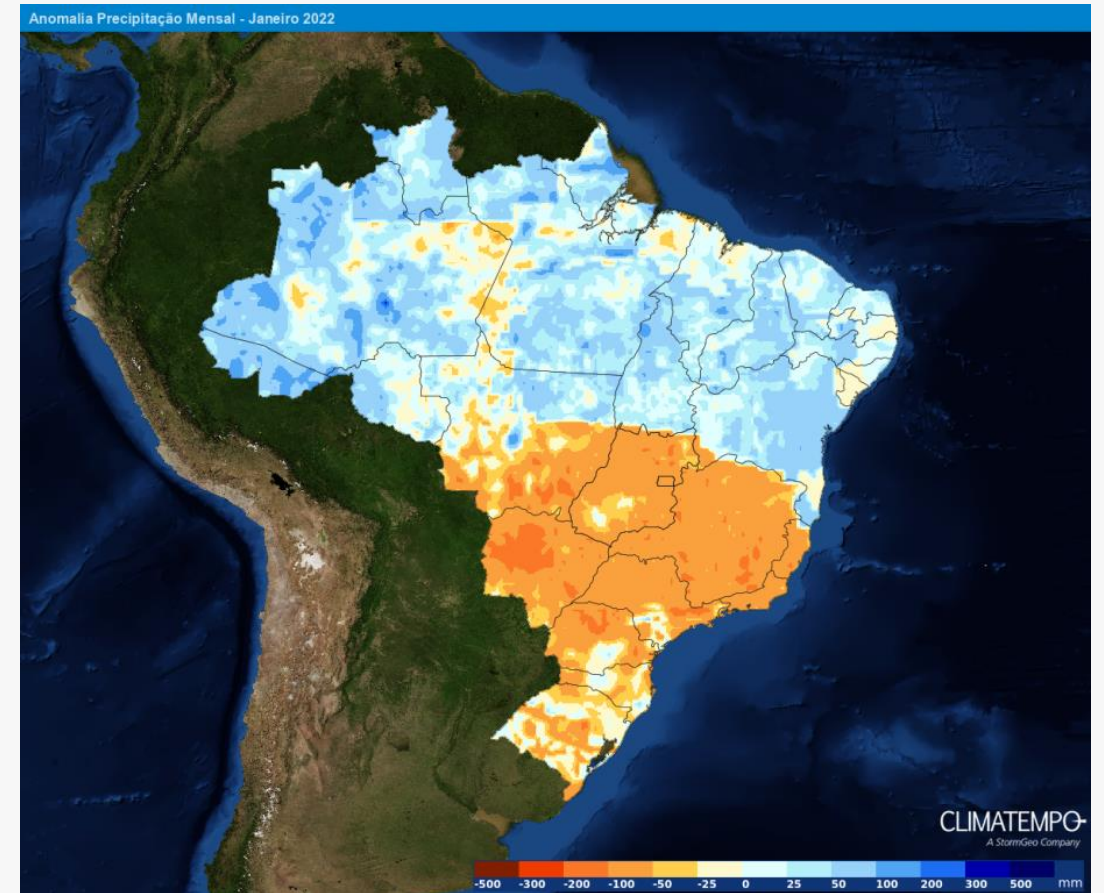 Anomalia Precipitação Mensal - Janeiro 2022
CLIMATEMPO
A StormGeo Company
-500 -300 -200 -100 -50 -25 0 25 50 100 200 300 500 mm